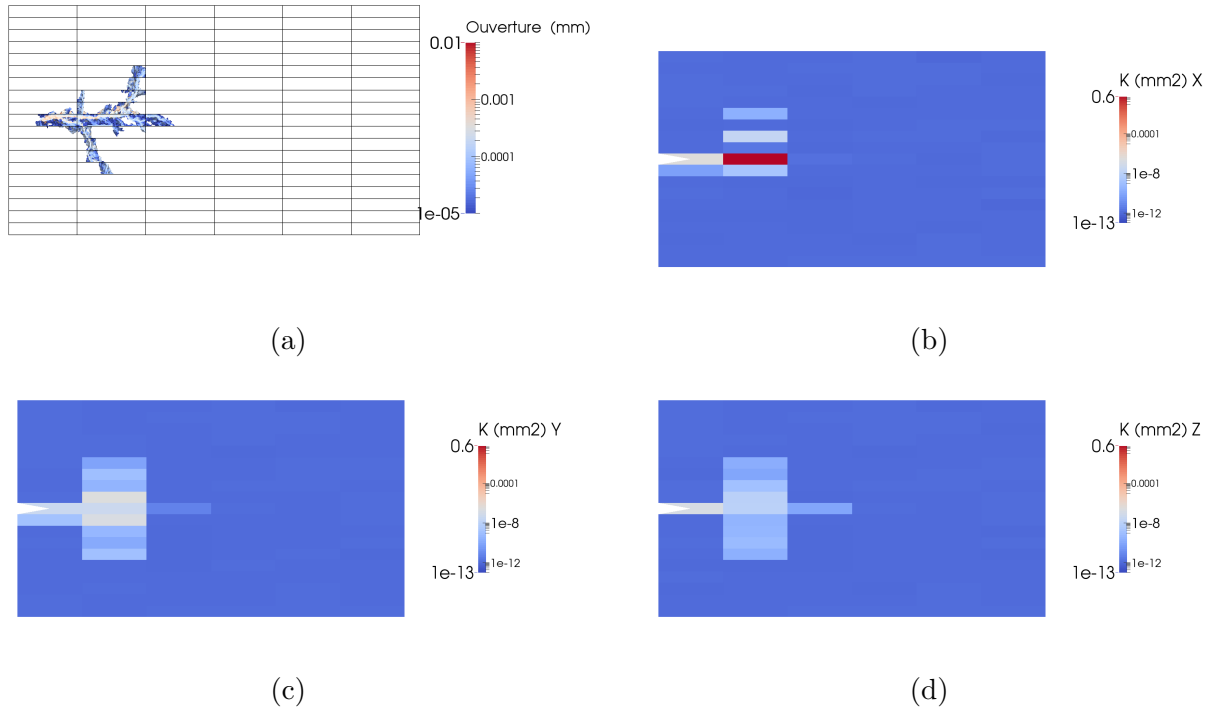 Ouverture (mm)
0.01
0.001
0.0001
1e-05
(a)
K (mm2) X
0.6
0.0001
1e-8
1e-12
1e-13
(b)
K (mm2) Y
0.6
0.0001
1e-8
1e-12
1e-13
(c)
K (mm2) Z
0.6
0.0001
1e-8
1e-12
1e-13
(d)